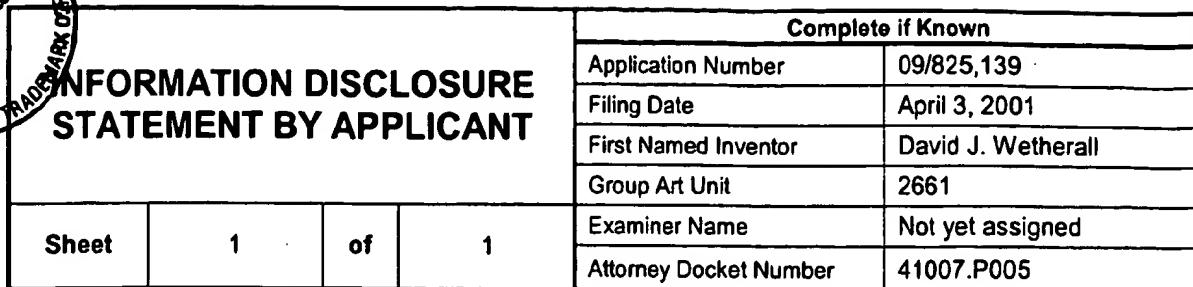 TRADEMARK
INFORMATION DISCLOSURE
STATEMENT BY APPLICANT
Sheet 1 of 1
Complete if Known
Application Number 09/825,139
Filing Date April 3, 2001
First Named Inventor David J. Wetherall
Group Art Unit 2661
Examiner Name Not yet assigned
Attorney Docket Number 41007.P005